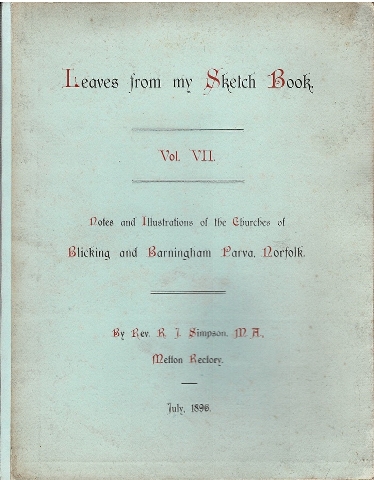 Leaves from my Sketch Book.
Vol. VII.
Notes and Illustrations of the Churches of
Blicking and Barningham Parva, Norfolk.
By Rev. R. J. Simpson, M.A.,
Metton Rectory.
July, 1896.